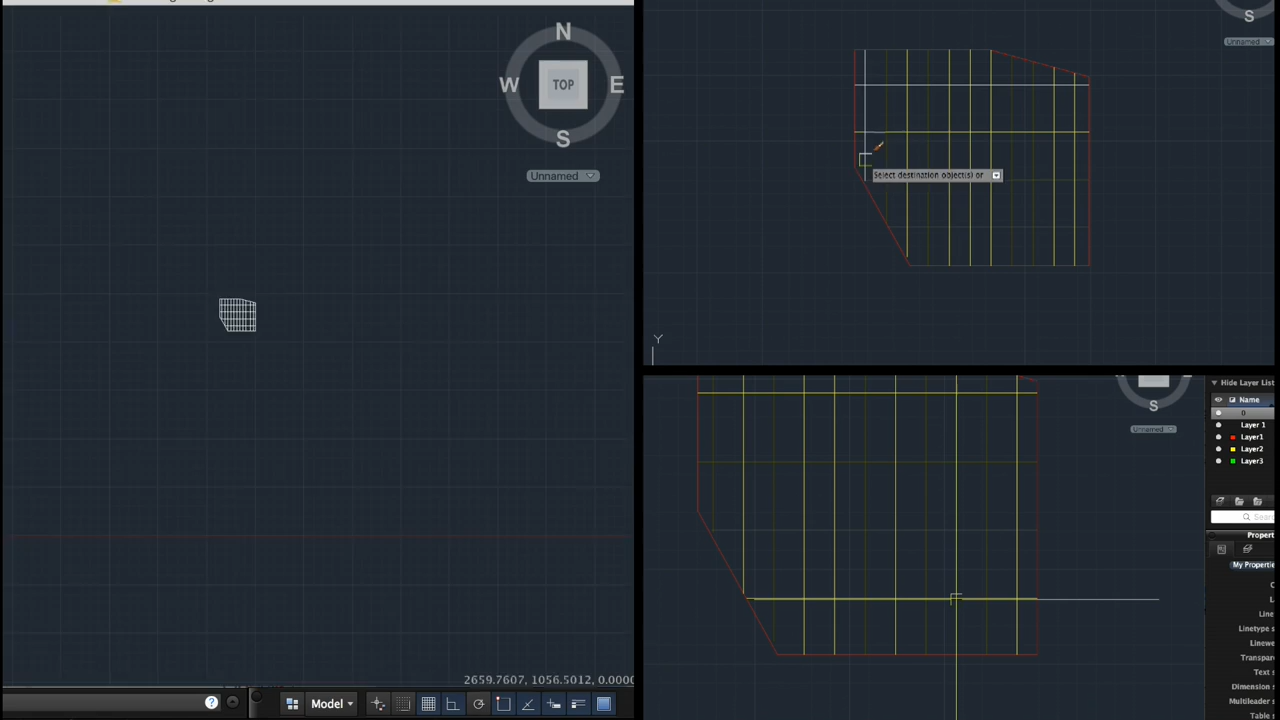 N
W
TOP
E
S
Unnamed
2659.7607, 1056.5012, 0.0000
?
Model
S
Unnamed
Select destination object(s) or
Y
S
Unnamed
Hide Layer List
Name
0
Layer 1
Layer1
Layer2
Layer3
Propert
My Propertie
C
L
Line
Linetype s
Linewe
Transpar
Text s
Dimension s
Multileader s
Table s